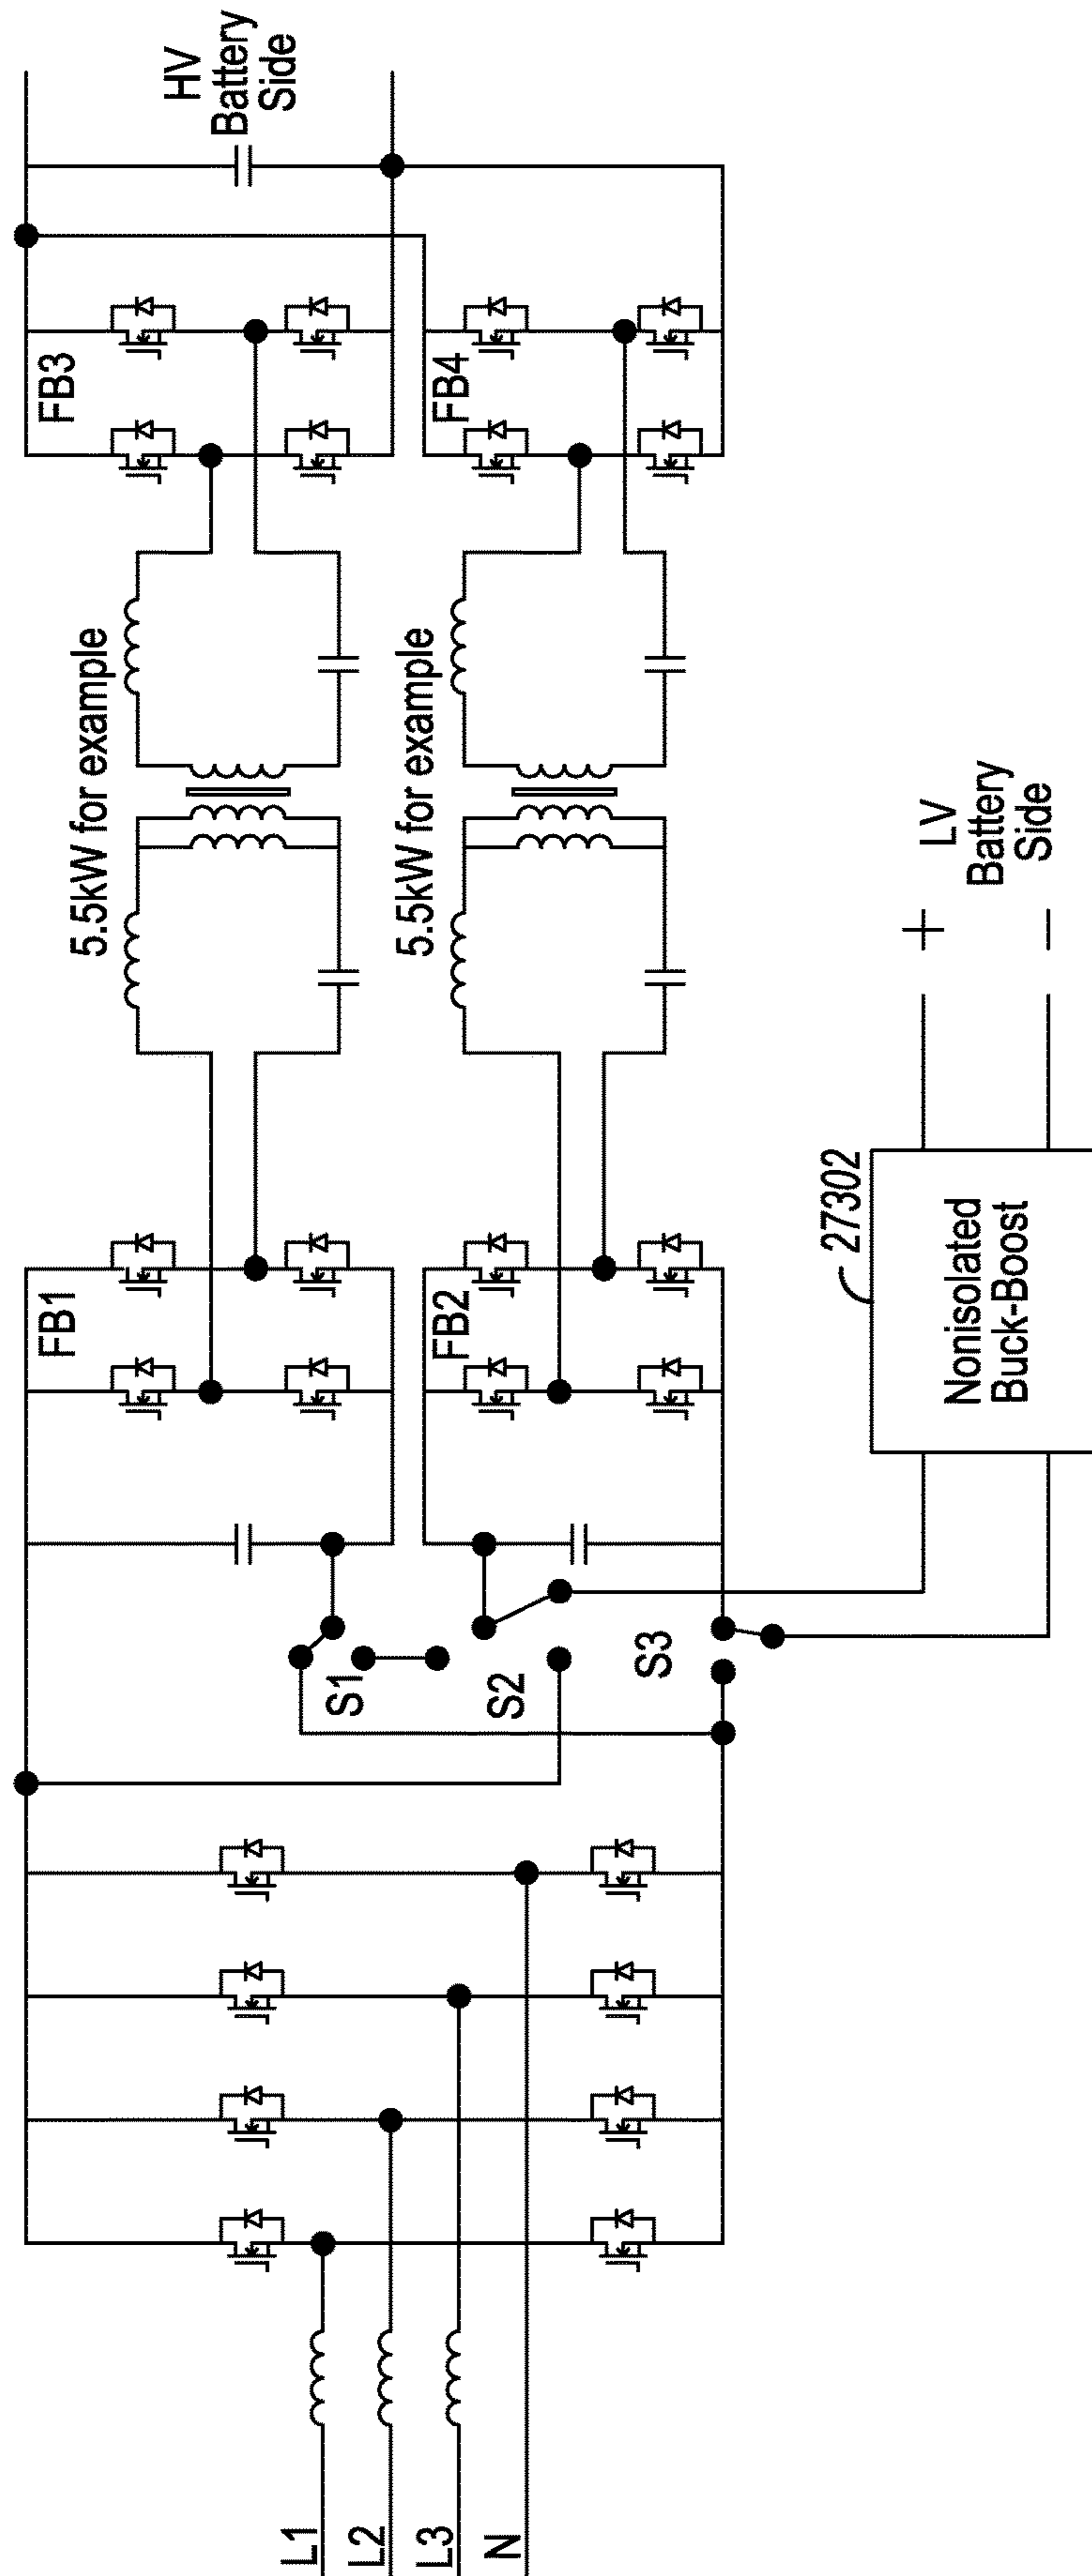 L1
L2
L3
N
S1
S2
S3
FB1
FB2
27302
Nonisolated
Buck-Boost
5.5kW for example
5.5kW for example
+
LV
Battery
Side
–
FB3
FB4
HV
Battery
Side